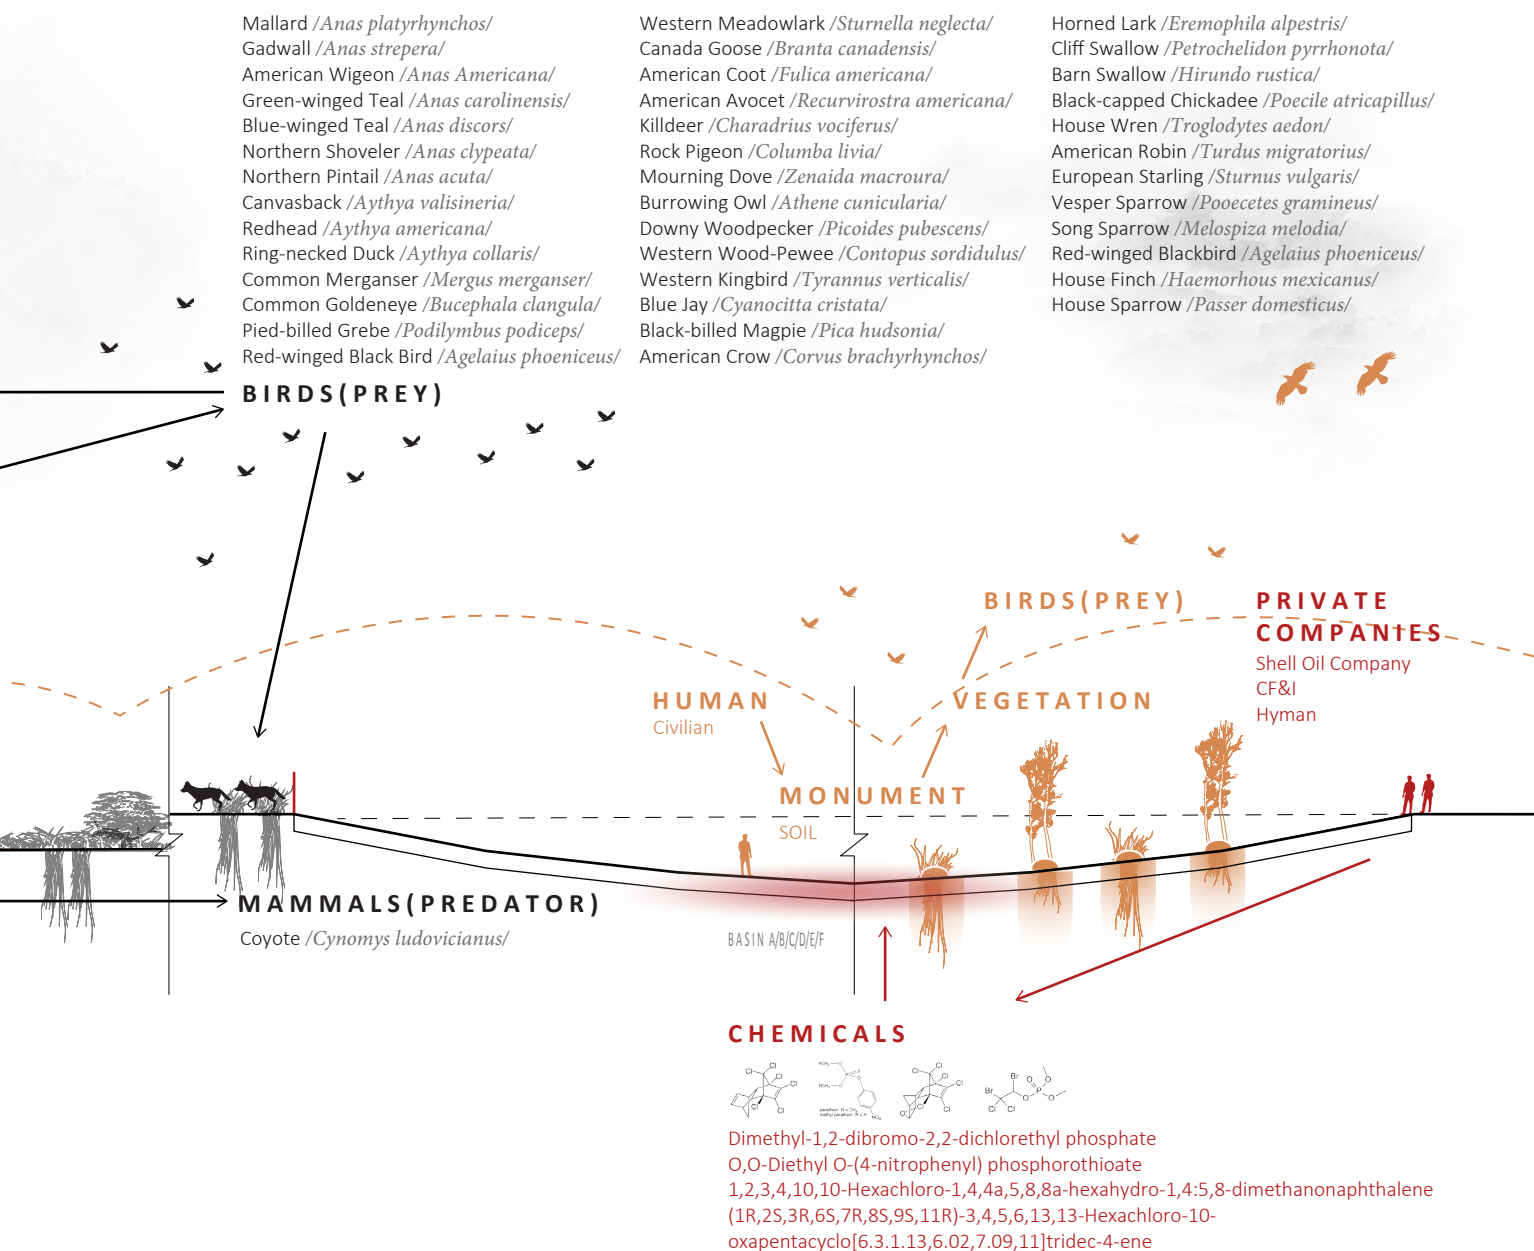 Mallard /Anas platyrhynchos/
Gadwall /Anas strepera/
American Wigeon /Anas Americana/
Green-winged Teal /Anas carolinensis/
Blue-winged Teal /Anas discors/
Northern Shoveler /Anas clypeata/
Northern Pintail /Anas acuta/
Canvasback /Aythya valisineria/
Redhead /Aythya americana/
Ring-necked Duck /Aythya collaris/
Common Merganser /Mergus merganser/
Common Goldeneye /Bucephala clangula/
Pied-billed Grebe /Podilymbus podiceps/
Red-winged Black Bird /Agelaius phoeniceus/
Western Meadowlark /Sturnella neglecta/
Canada Goose /Branta canadensis/
American Coot /Fulica americana/
American Avocet /Recurvirostra americana/
Killdeer /Charadrius vociferus/
Rock Pigeon /Columba livia/
Mourning Dove /Zenaida macroura/
Burrowing Owl /Athene cunicularia/
Downy Woodpecker /Picoides pubescens/
Western Wood-Pewee /Contopus sordidulus/
Western Kingbird /Tyrannus verticalis/
Blue Jay /Cyanocitta cristata/
Black-billed Magpie /Pica hudsonia/
American Crow /Corvus brachyrhynchos/
Horned Lark /Eremophila alpestris/
Cliff Swallow /Petrochelidon pyrrhonota/
Barn Swallow /Hirundo rustica/
Black-capped Chickadee /Poecile atricapillus/
House Wren /Troglodytes aedon/
American Robin /Turdus migratorius/
European Starling /Sturnus vulgaris/
Vesper Sparrow /Pooecetes gramineus/
Song Sparrow /Melospiza melodia/
Red-winged Blackbird /Agelaius phoeniceus/
House Finch /Haemorhous mexicanus/
House Sparrow /Passer domesticus/
BIRDS(PREY)
BIRDS(PREY)
PRIVATE
COMPANIES
Shell Oil Company
CF&I
Hyman
HUMAN
Civilian
VEGETATION
MONUMENT
SOIL
MAMMALS(PREDATOR)
Coyote /Cynomys ludovicianus/
BASIN A/B/C/D/E/F
CHEMICALS
Dimethyl-1,2-dibromo-2,2-dichlorethyl phosphate
O,O-Diethyl O-(4-nitrophenyl) phosphorothioate
1,2,3,4,10,10-Hexachloro-1,4,4a,5,8,8a-hexahydro-1,4:5,8-dimethanonaphthalene
(1R,2S,3R,6S,7R,8S,9S,11R)-3,4,5,6,13,13-Hexachloro-10-
oxapentacyclo[6.3.1.13,6.02,7.09,11]tridec-4-ene